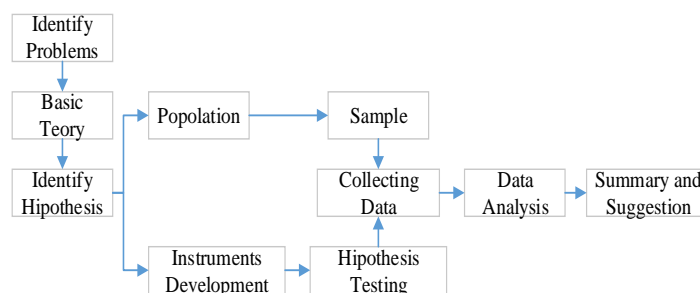 Identify
Problems
Basic
Teory
Identify
Hipothesis
Popolation
Sample
Collecting
Data
Data
Analysis
Summary and
Suggestion
Instruments
Development
Hipothesis
Testing